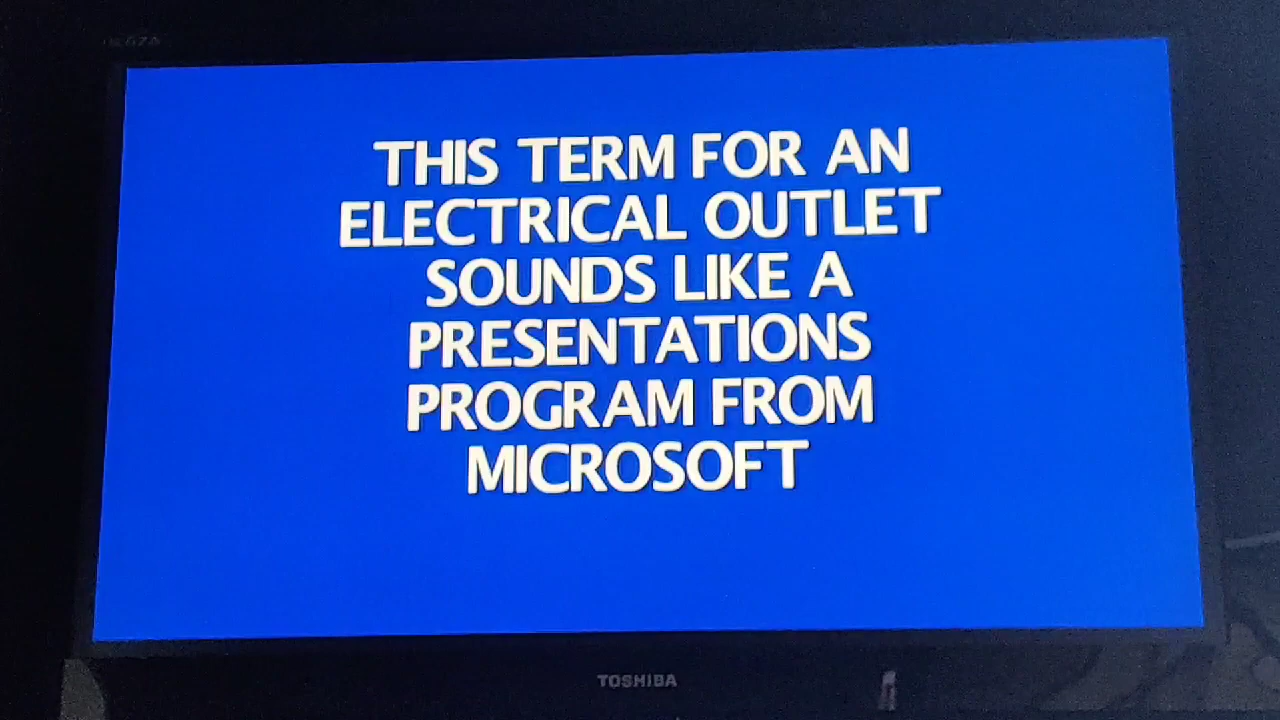 THIS TERM FOR AN
ELECTRICAL OUTLET
SOUNDS LIKE A
PRESENTATIONS
PROGRAM FROM
MICROSOFT
TOSHIBA